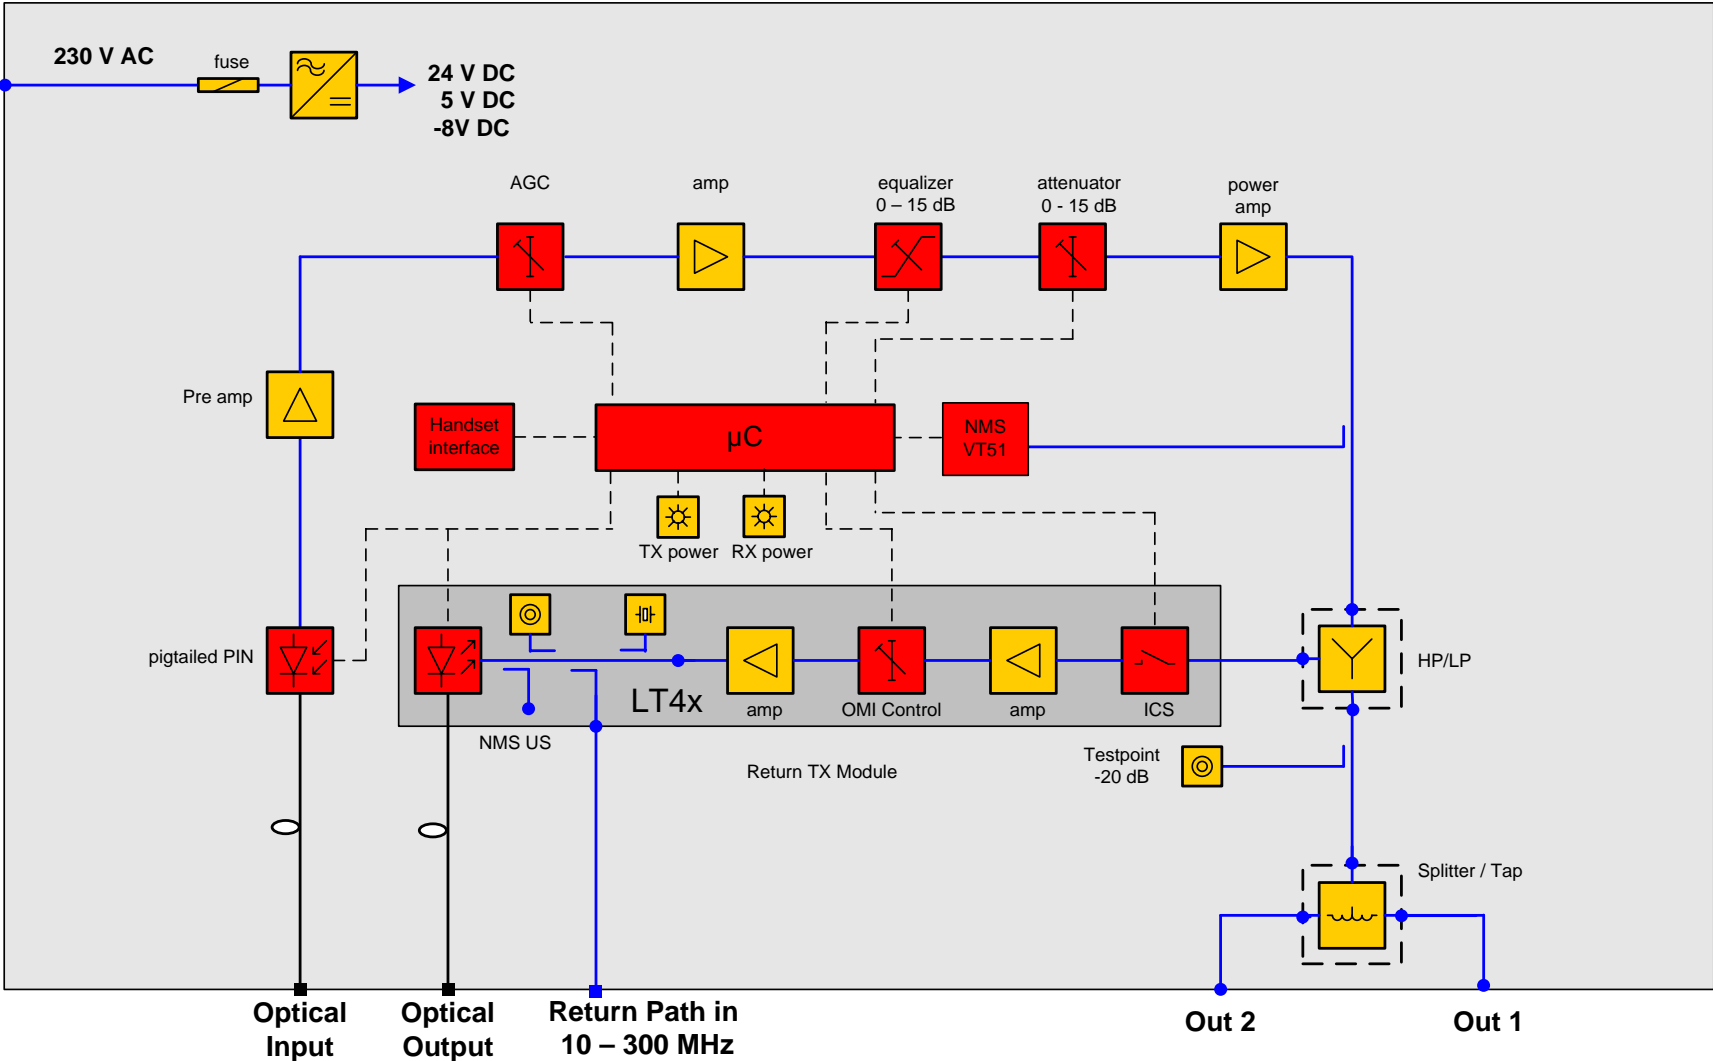 230 V AC
fuse
24 V DC
5 V DC
-8V DC
AGC
amp
equalizer
0 – 15 dB
attenuator
0 - 15 dB
power
amp
Pre amp
Handset
interface
µC
NMS
VT51
TX power
RX power
pigtailed PIN
LT4x
amp
OMI Control
amp
ICS
HP/LP
NMS US
Return TX Module
Testpoint
-20 dB
Splitter / Tap
Optical
Input
Optical
Output
Return Path in
10 – 300 MHz
Out 2
Out 1